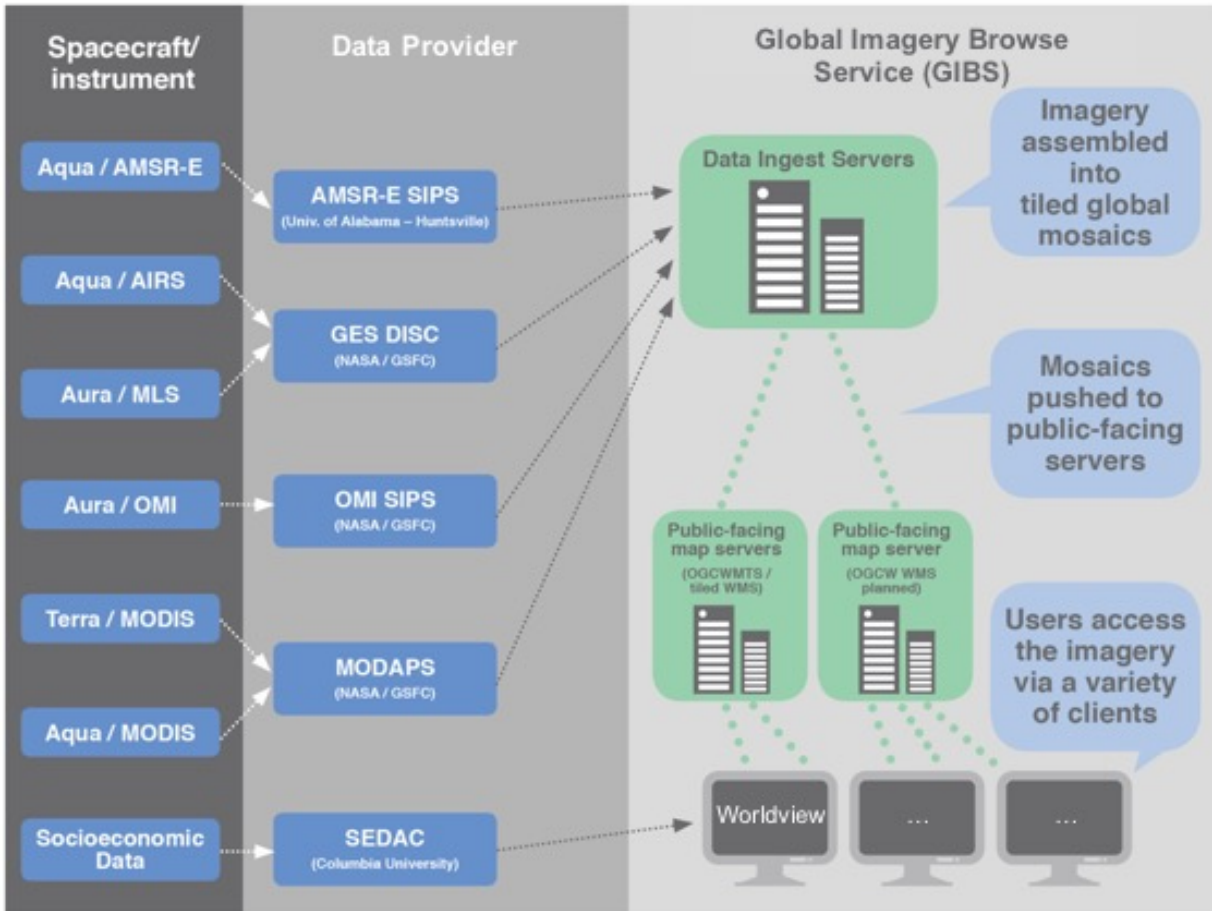 Spacecraft/
instrument
Data Provider
Global Imagery Browse
Service (GIBS)
Aqua / AMSR-E
Aqua / AIRS
Aura / MLS
Aura / OMI
Terra / MODIS
Aqua / MODIS
Socioeconomic
Data
AMSR-E SIPS
(Univ. of Alabama – Huntsville)
GES DISC
(NASA / GSFC)
OMI SIPS
(NASA / GSFC)
MODAPS
(NASA / GSFC)
SEDAC
(Columbia University)
Data Ingest Servers
Imagery
assembled
into
tiled global
mosaics
Mosaics
pushed to
public-facing
servers
Public-facing
map servers
(OGCWMTS /
tiled WMS)
Public-facing
map server
(OGCW WMS
planned)
Users access
the imagery
via a variety
of clients
Worldview
...
...